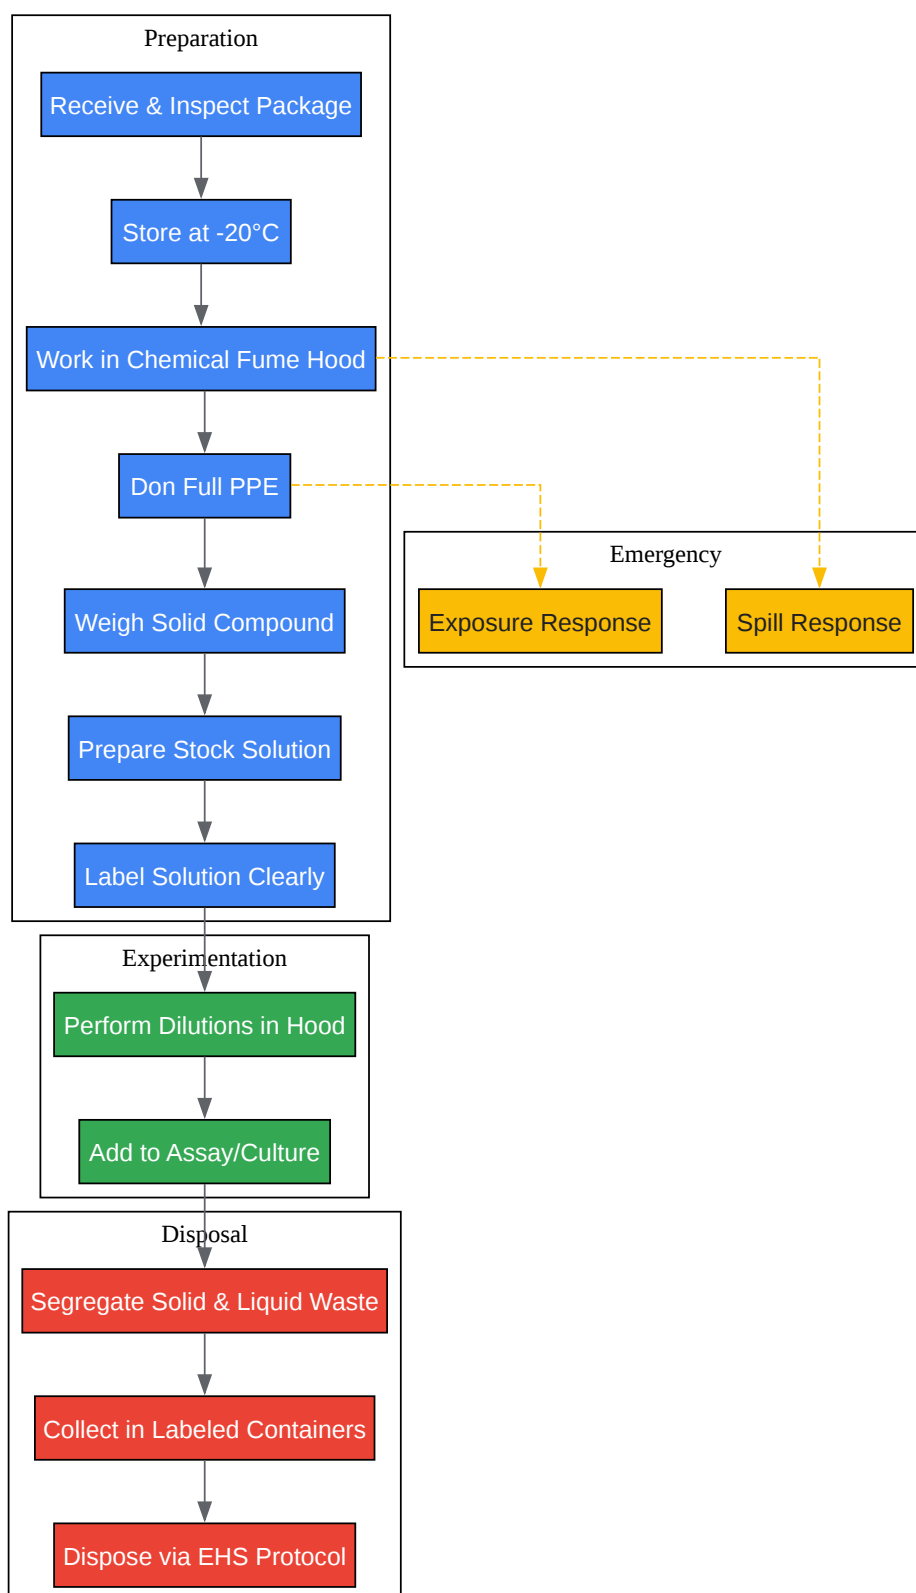 Preparation
Receive & Inspect Package
Store at -20°C
Work in Chemical Fume Hood
Don Full PPE
Weigh Solid Compound
Prepare Stock Solution
Label Solution Clearly
Emergency
Exposure Response
Spill Response
Experimentation
Perform Dilutions in Hood
Add to Assay/Culture
Disposal
Segregate Solid & Liquid Waste
Collect in Labeled Containers
Dispose via EHS Protocol